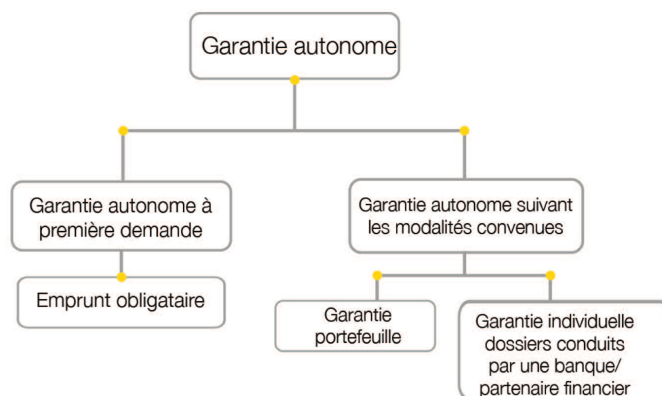 Garantie autonome
Garantie autonome à
première demande
Garantie autonome suivant
les modalités convenues
Emprunt obligataire
Garantie
portefeuille
Garantie individuelle
dossiers conduits
par une banque/
partenaire financier